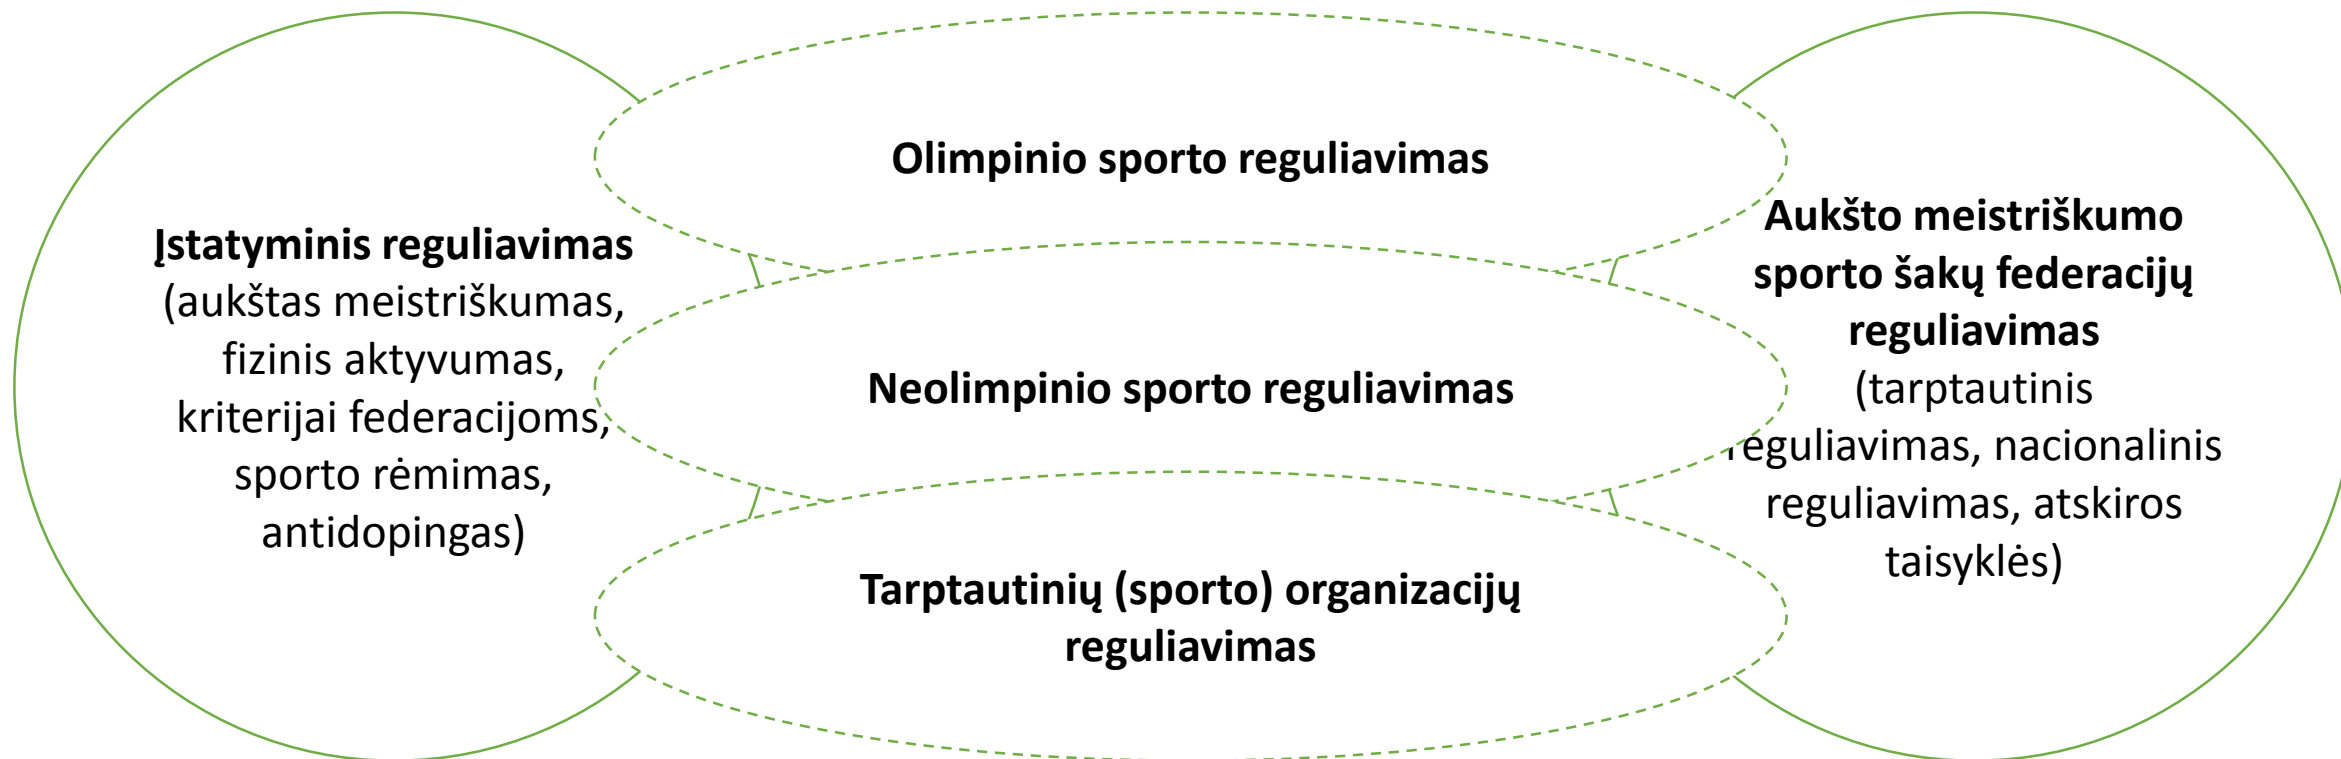 Įstatyminis reguliavimas
(aukštas meistriškumas,
fizinis aktyvumas,
kriterijai federacijoms,
sporto rėmimas,
antidopingas)
Olimpinio sporto reguliavimas
Neolimpinio sporto reguliavimas
Tarptautinių (sporto) organizacijų
reguliavimas
Aukšto meistriškumo
sporto šakų federacijų
reguliavimas
(tarptautinis
reguliavimas, nacionalinis
reguliavimas, atskiros
taisyklės)